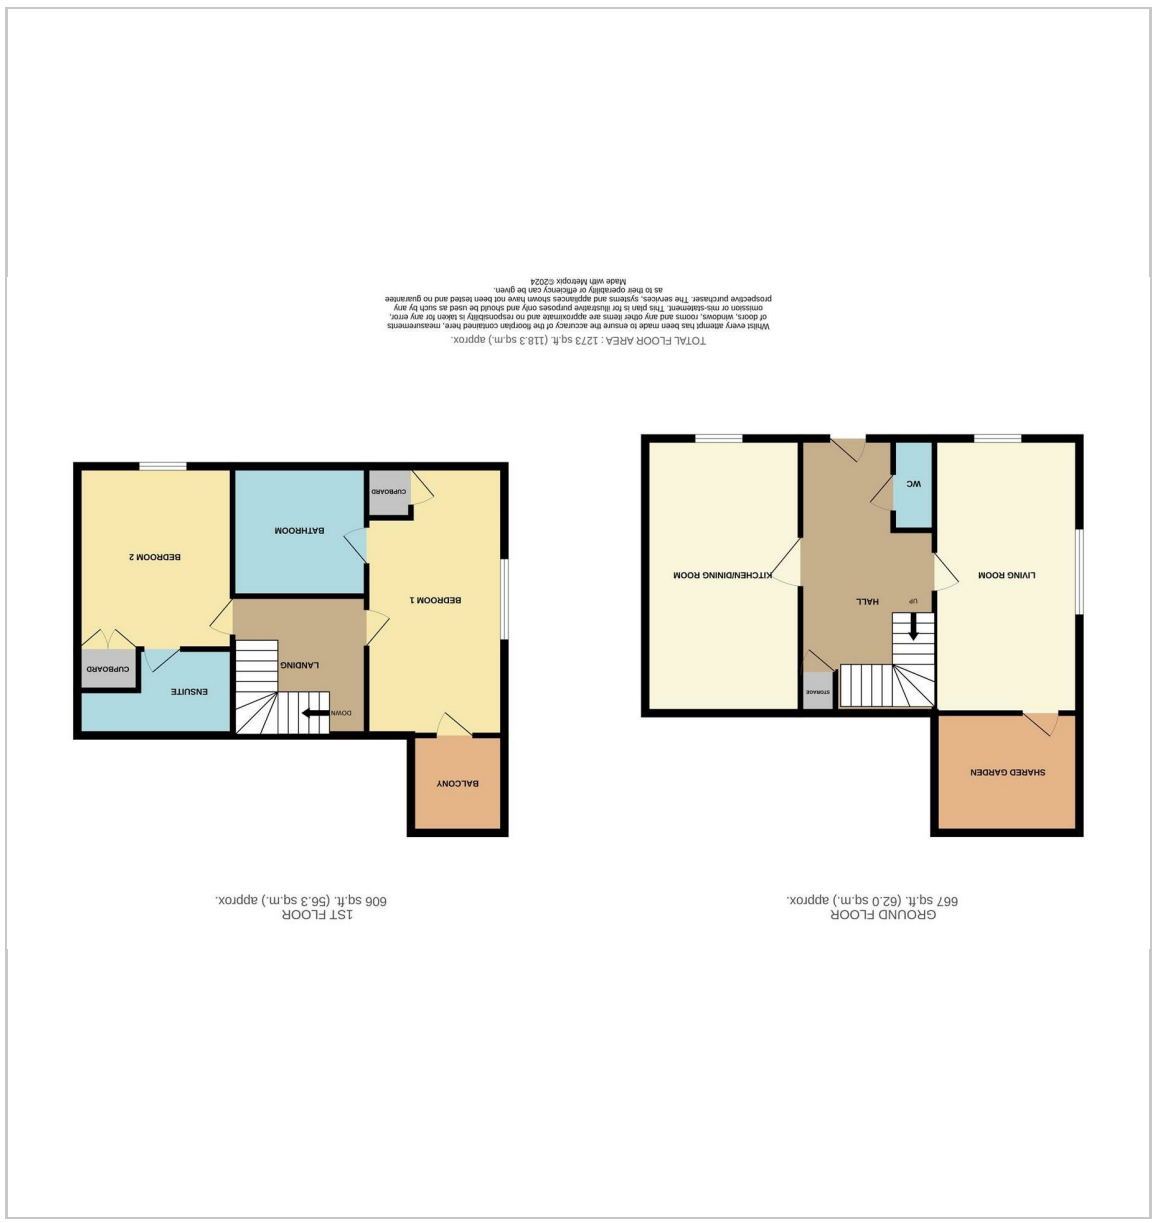 GROUND FLOOR
667 sq.ft. (62.0 sq.m.) approx.
1ST FLOOR
606 sq.ft. (56.3 sq.m.) approx.
SHARED GARDEN
STORAGE
UP
HALL
LIVING ROOM
KITCHEN/DINING ROOM
WC
BALCONY
DOWN
ENSUITE
CUPBOARD
LANDING
BEDROOM 1
BEDROOM 2
BATHROOM
CUPBOARD
TOTAL FLOOR AREA : 1273 sq.ft. (118.3 sq.m.) approx.
Whilst every attempt has been made to ensure the accuracy of the floorplan contained here, measurements
of doors, windows, rooms and any other items are approximate and no responsibility is taken for any error,
omission or mis-statement. This plan is for illustrative purposes only and should be used as such by any
prospective purchaser. The services, systems and appliances shown have not been tested and no guarantee
as to their operability or efficiency can be given.
Made with Metropix ©2024